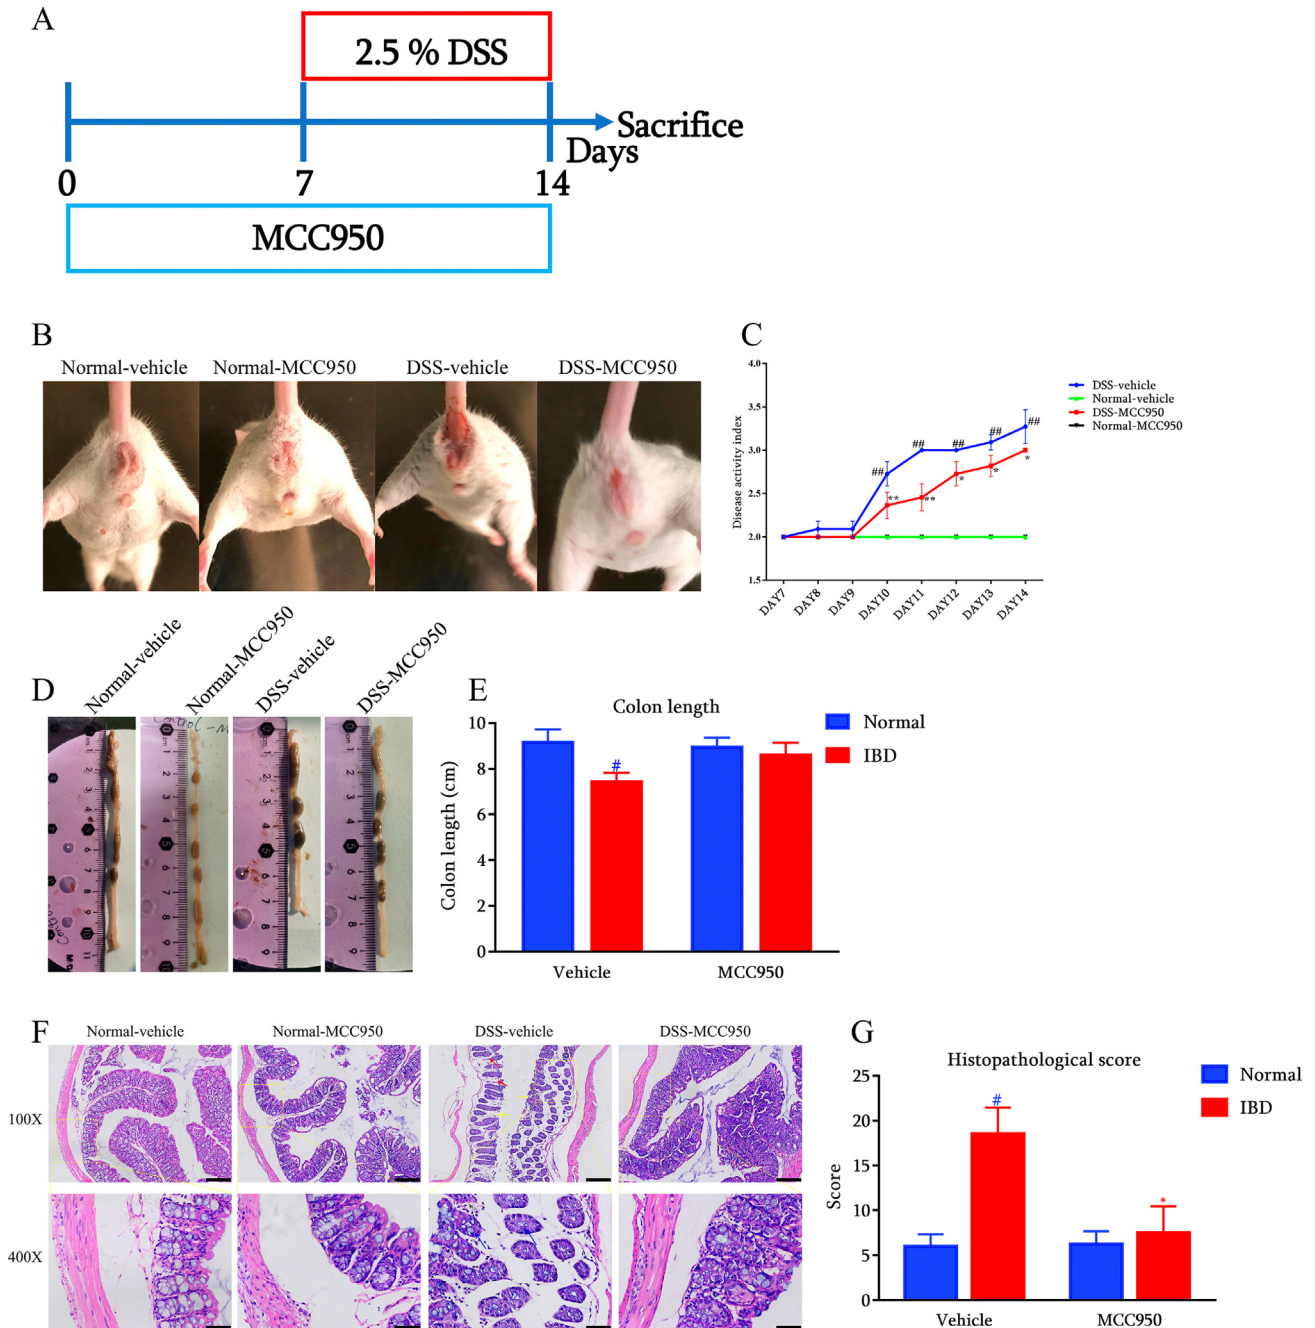 A
2.5 % DSS
Sacrifice
Days
0
7
14
MCC950
B
Normal-vehicle
Normal-MCC950
DSS-vehicle
DSS-MCC950
C
4.0
3.5
3.0
2.5
2.0
1.5
Disease activity index
##
##
##
##
##
**
**
*
*
*
DAY7
DAY8
DAY9
DAY10
DAY11
DAY12
DAY13
DAY14
DSS-vehicle
Normal-vehicle
DSS-MCC950
Normal-MCC950
D
Normal-vehicle
Normal-MCC950
DSS-vehicle
DSS-MCC950
E
Colon length
10
8
6
4
2
0
Colon length (cm)
#
Vehicle
MCC950
Normal
IBD
F
Normal-vehicle
Normal-MCC950
DSS-vehicle
DSS-MCC950
100X
400X
G
Histopathological score
25
20
15
10
5
0
Score
#
*
Vehicle
MCC950
Normal
IBD